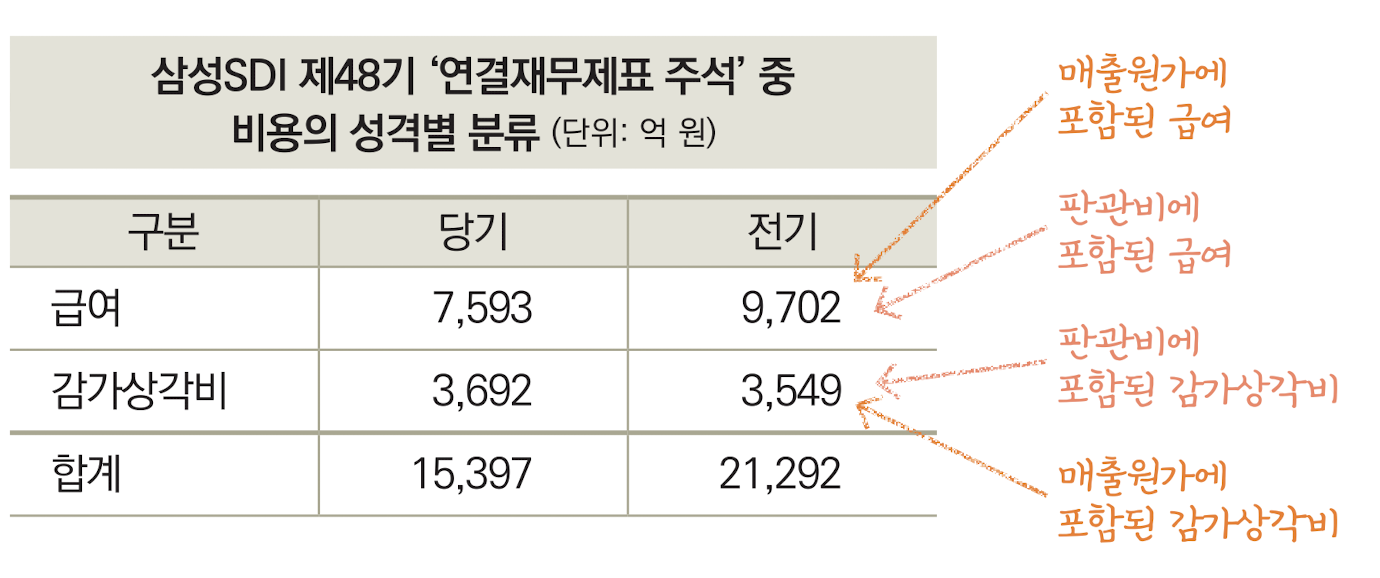 삼성SDI 제48기 ‘연결재무제표 주석’ 중
비용의 성격별 분류 (단위: 억 원)
구분 당기 전기
급여 7,593 9,702
감가상각비 3,692 3,549
합계 15,397 21,292
매출원가에
포함된 급여
판관비에
포함된 급여
판관비에
포함된 감가상각비
매출원가에
포함된 감가상각비